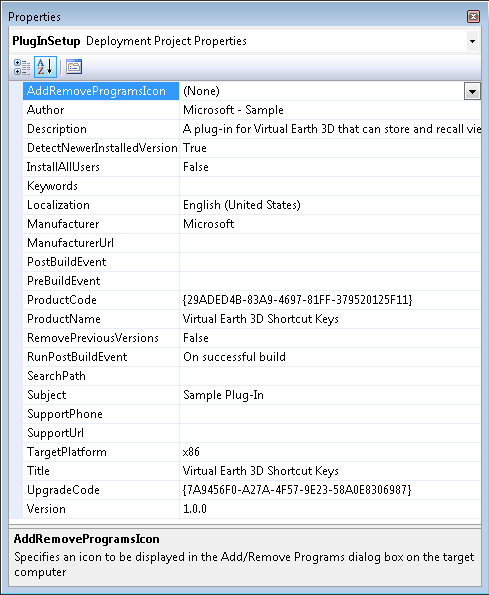 Properties
PlugInSetup Deployment Project Properties
AddRemoveProgramsIcon (None)
Author Microsoft - Sample
Description A plug-in for Virtual Earth 3D that can store and recall vie
DetectNewerInstalledVersion True
InstallAllUsers False
Keywords
Localization English (United States)
Manufacturer Microsoft
ManufacturerUrl
PostBuildEvent
PreBuildEvent
ProductCode {29ADED4B-83A9-4697-81FF-379520125F11}
ProductName Virtual Earth 3D Shortcut Keys
RemovePreviousVersions False
RunPostBuildEvent On successful build
SearchPath
Subject Sample Plug-In
SupportPhone
SupportUrl
TargetPlatform x86
Title Virtual Earth 3D Shortcut Keys
UpgradeCode {7A9456F0-A27A-4F57-9E23-58A0E8306987}
Version 1.0.0
AddRemoveProgramsIcon
Specifies an icon to be displayed in the Add/Remove Programs dialog box on the target
computer